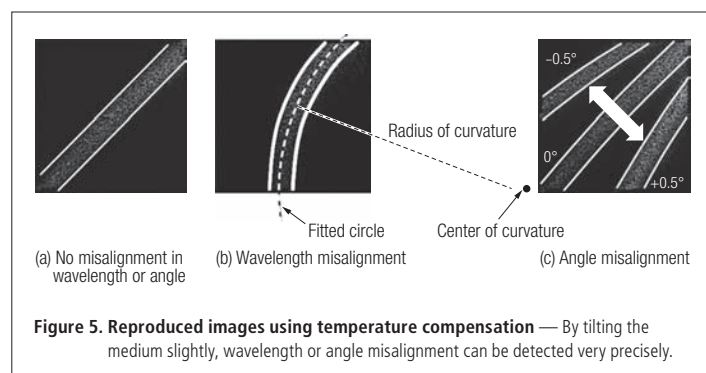 −0.5°
Radius of curvature
0°
+0.5°
Fitted circle
Center of curvature
(a) No misalignment in
wavelength or angle
(b) Wavelength misalignment
(c) Angle misalignment
Figure 5. Reproduced images using temperature compensation — By tilting the
medium slightly, wavelength or angle misalignment can be detected very precisely.